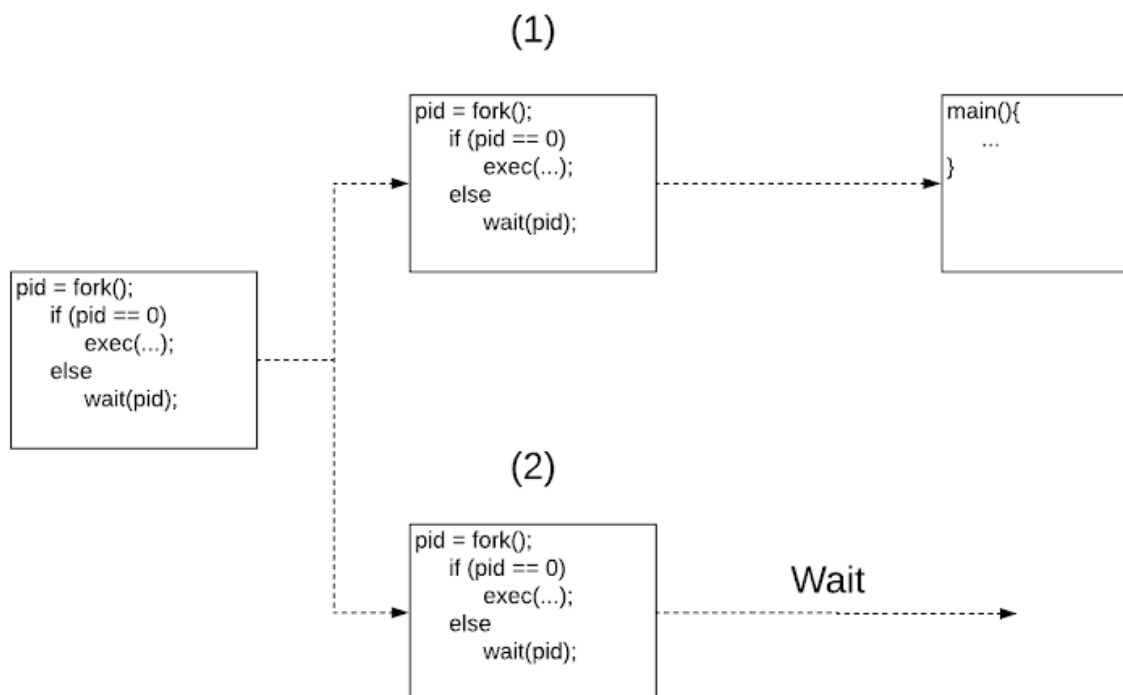 (1)
pid = fork();
if (pid == 0)
exec(...);
else
wait(pid);
main(){
...
}
pid = fork();
if (pid == 0)
exec(...);
else
wait(pid);
(2)
pid = fork();
if (pid == 0)
exec(...);
else
wait(pid);
Wait